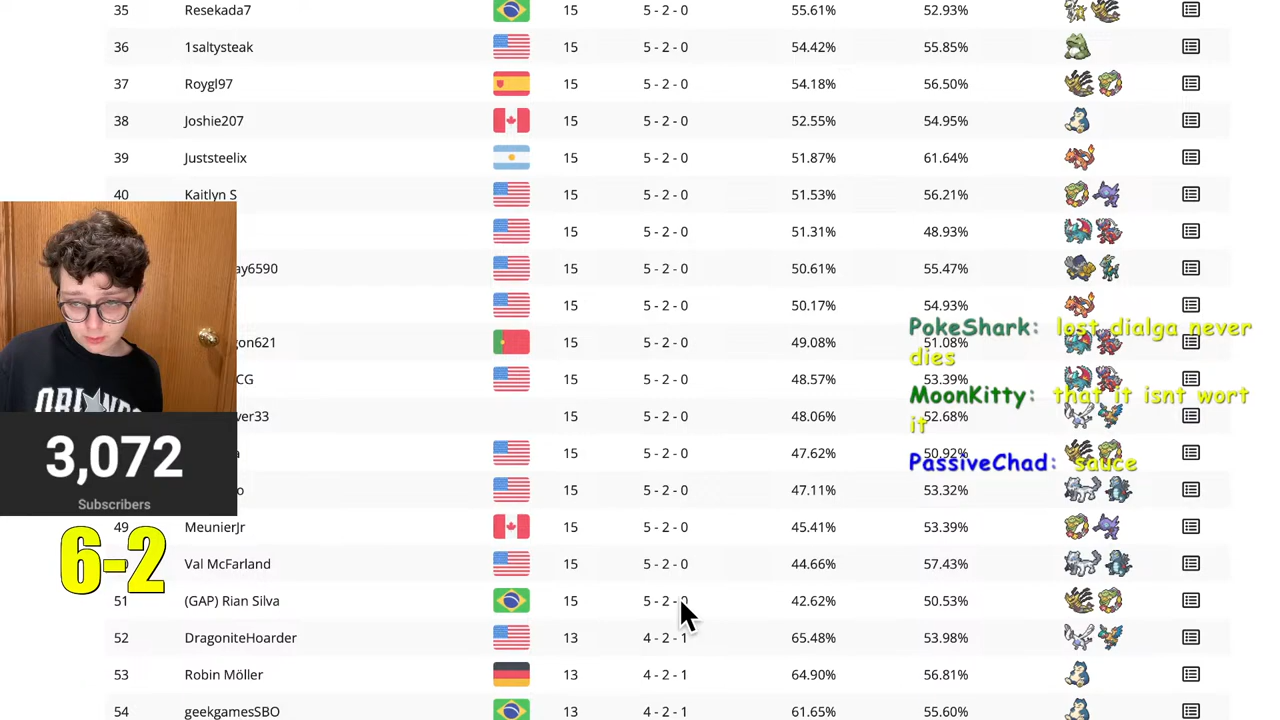 35 Resekada7 15 5 - 2 - 0 55.61% 52.93%
36 1saltysteak 15 5 - 2 - 0 54.42% 55.85%
37 Roygl97 15 5 - 2 - 0 54.18% 56.50%
38 Joshie207 15 5 - 2 - 0 52.55% 54.95%
39 Juststeelix 15 5 - 2 - 0 51.87% 61.64%
40 Kaitlyn S 15 5 - 2 - 0 51.53% 56.21%
15 5 - 2 - 0 51.31% 48.93%
ay6590 15 5 - 2 - 0 50.61% 55.47%
15 5 - 2 - 0 50.17% 54.93%
gon621 15 5 - 2 - 0 49.08% 51.08%
CG 15 5 - 2 - 0 48.57% 53.39%
ver33 15 5 - 2 - 0 48.06% 52.68%
15 5 - 2 - 0 47.62% 50.92%
o 15 5 - 2 - 0 47.11% 53.32%
49 MeunierJr 15 5 - 2 - 0 45.41% 53.39%
Val McFarland 15 5 - 2 - 0 44.66% 57.43%
51 (GAP) Rian Silva 15 5 - 2 - 0 42.62% 50.53%
52 DragoniteHoarder 13 4 - 2 - 1 65.48% 53.98%
53 Robin Möller 13 4 - 2 - 1 64.90% 56.81%
54 geekgamesSBO 13 4 - 2 - 1 61.65% 55.60%
PokeShark: lost dialga never
dies
MoonKitty: that it isnt wort
it
PassiveChad: sauce
3,072
Subscribers
6-2